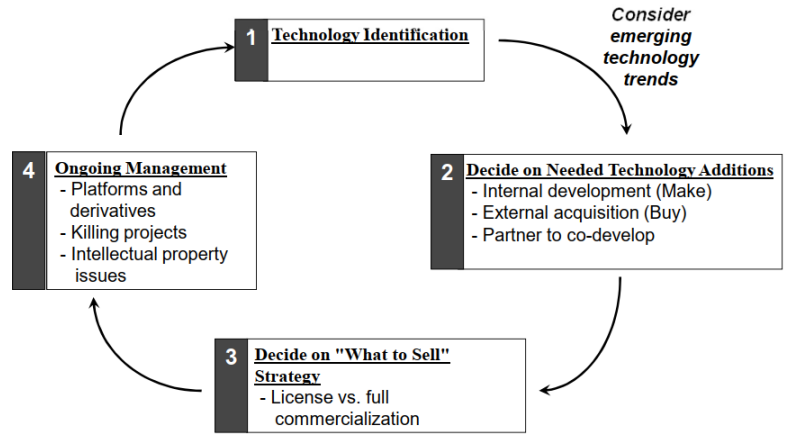 1 Technology Identification
Consider
emerging
technology
trends
2 Decide on Needed Technology Additions
- Internal development (Make)
- External acquisition (Buy)
- Partner to co-develop
3 Decide on "What to Sell"
Strategy
- License vs. full
commercialization
4 Ongoing Management
- Platforms and
derivatives
- Killing projects
- Intellectual property
issues